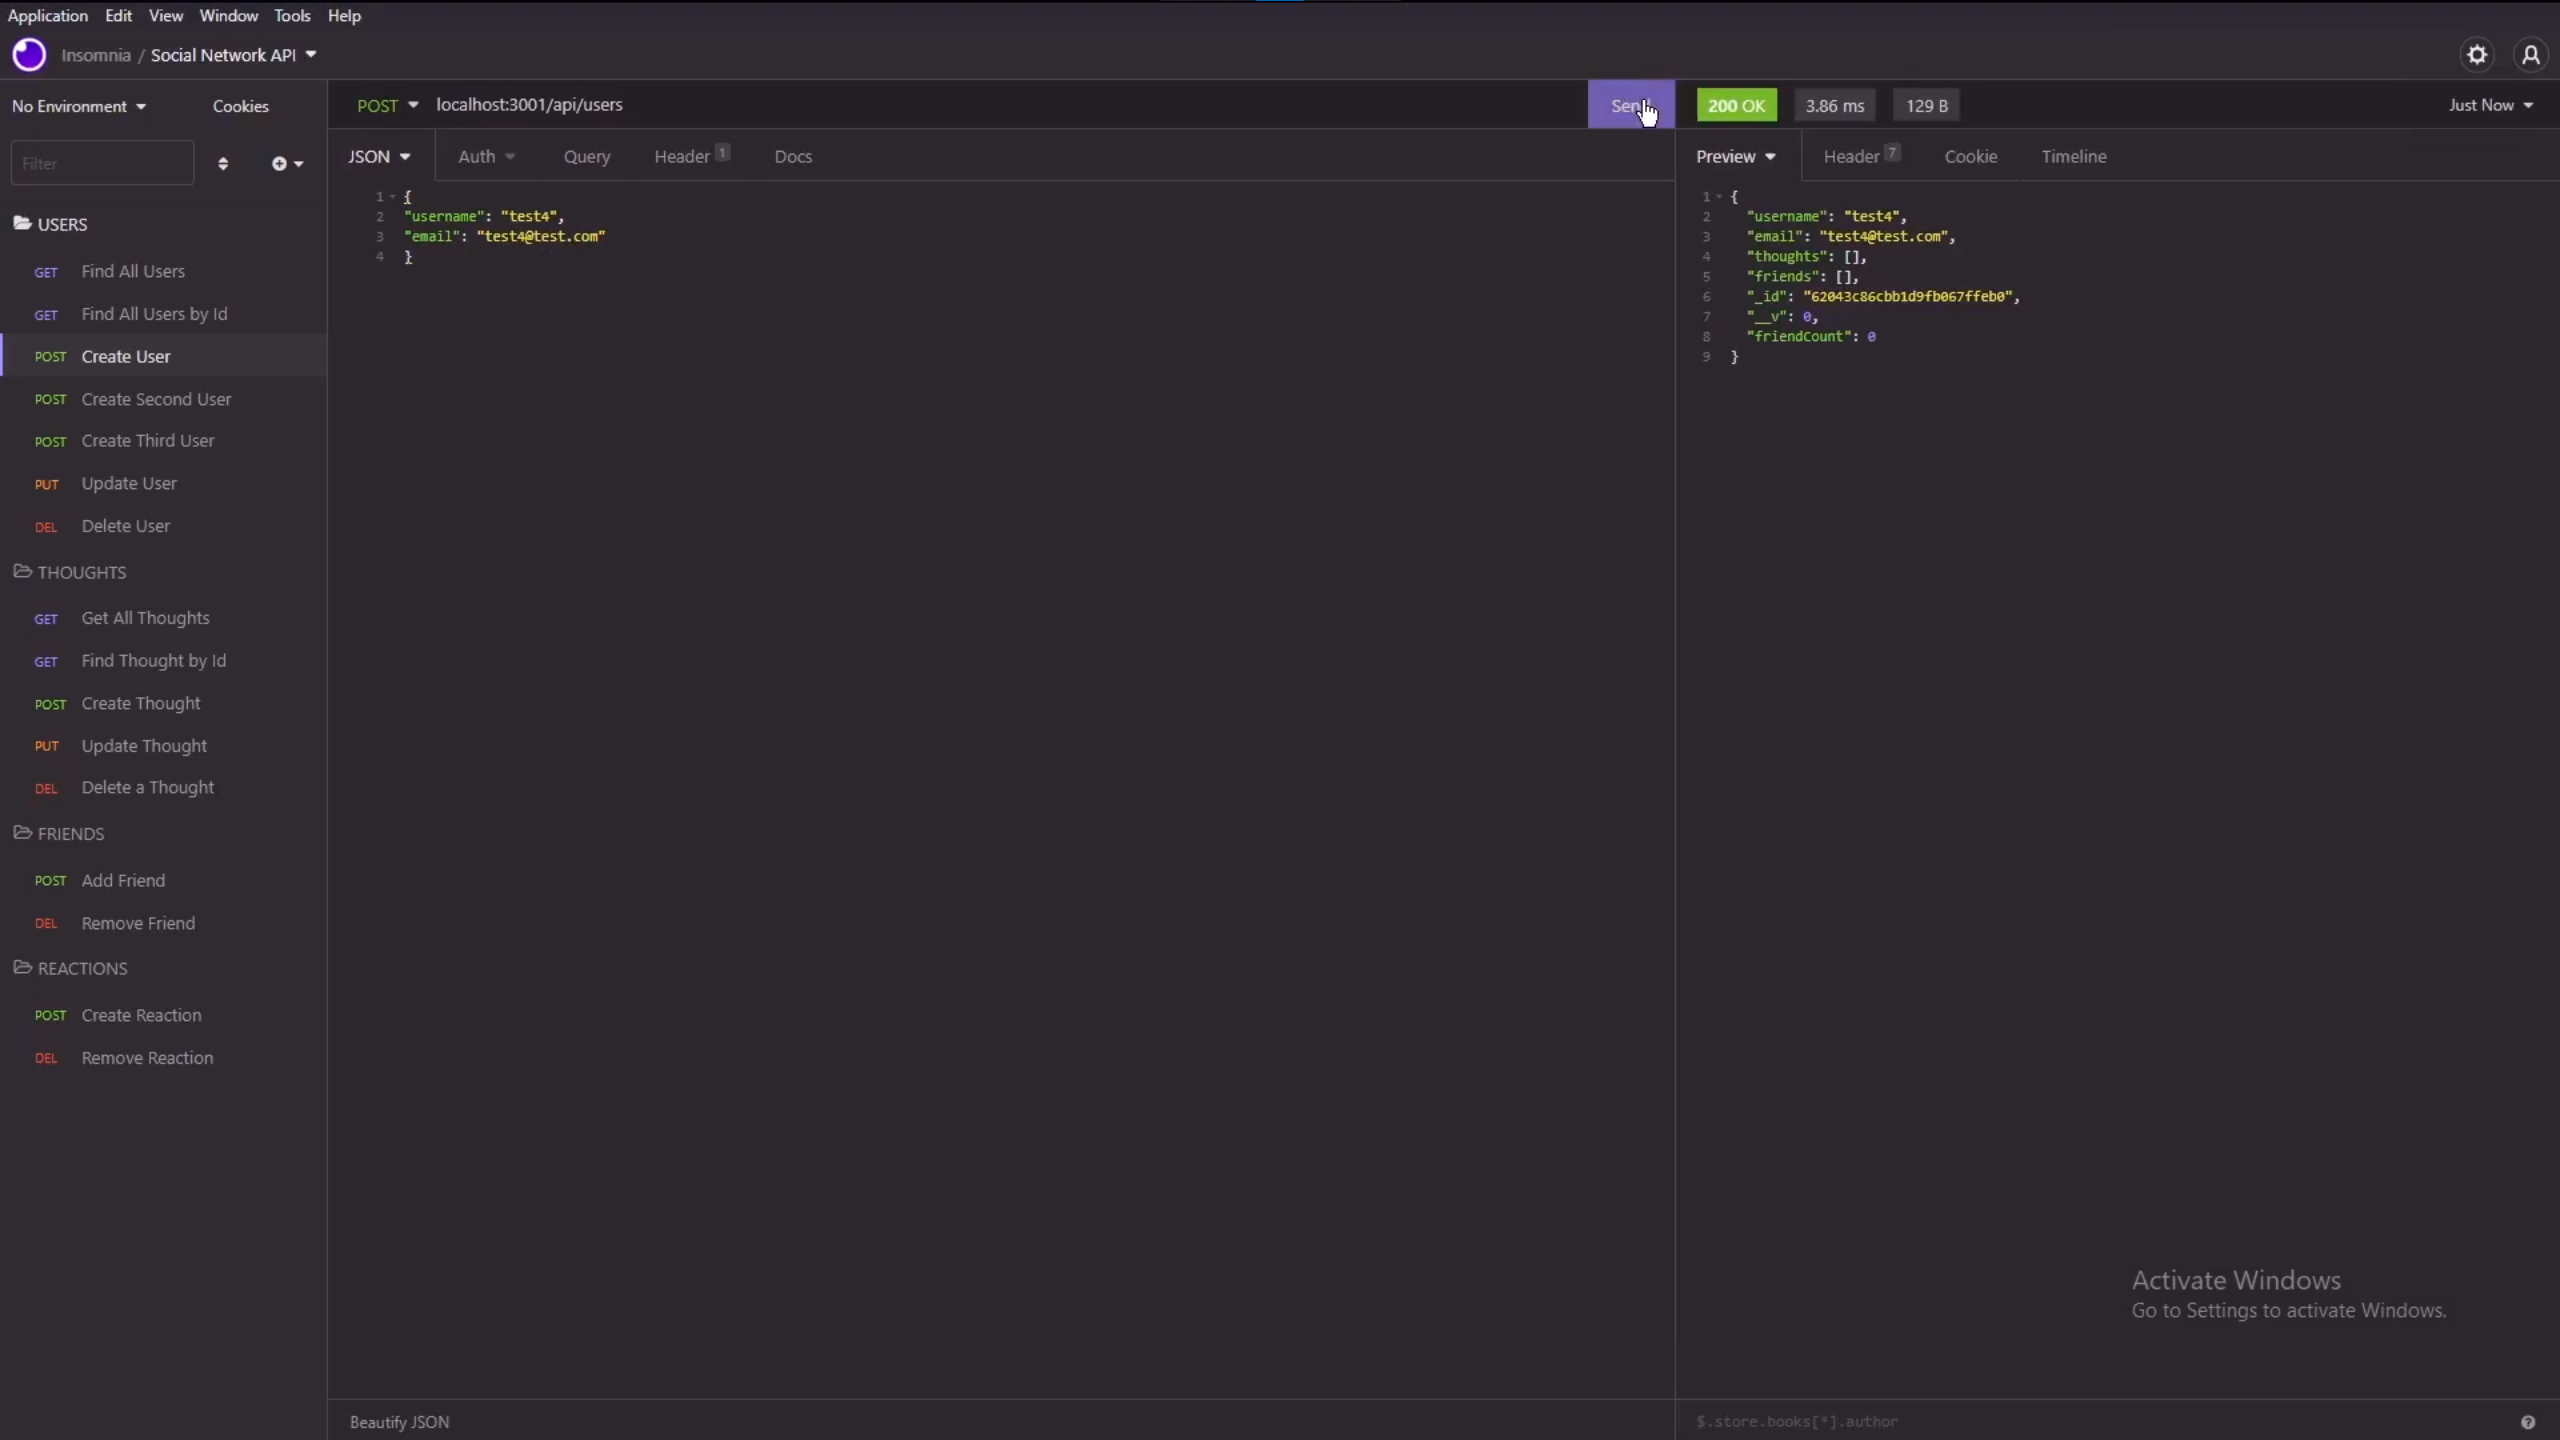 Application Edit View Window Tools Help
Insomnia / Social Network API
No Environment Cookies
POST localhost:3001/api/users
200 OK 3.86 ms 129 B Just Now
Filter
JSON Auth Query Header 1 Docs
Preview Header 7 Cookie Timeline
USERS
GET Find All Users
GET Find All Users by Id
POST Create User
POST Create Second User
POST Create Third User
PUT Update User
DEL Delete User
THOUGHTS
GET Get All Thoughts
GET Find Thought by Id
POST Create Thought
PUT Update Thought
DEL Delete a Thought
FRIENDS
POST Add Friend
DEL Remove Friend
REACTIONS
POST Create Reaction
DEL Remove Reaction
1 {
2 "username": "test4",
3 "email": "test4@test.com"
4 }
1 {
2 "username": "test4",
3 "email": "test4@test.com",
4 "thoughts": [],
5 "friends": [],
6 "_id": "62043c86cbb1d9fb067ffeb0",
7 "__v": 0,
8 "friendCount": 0
9 }
Activate Windows
Go to Settings to activate Windows.
Beautify JSON
$.store.books[*].author